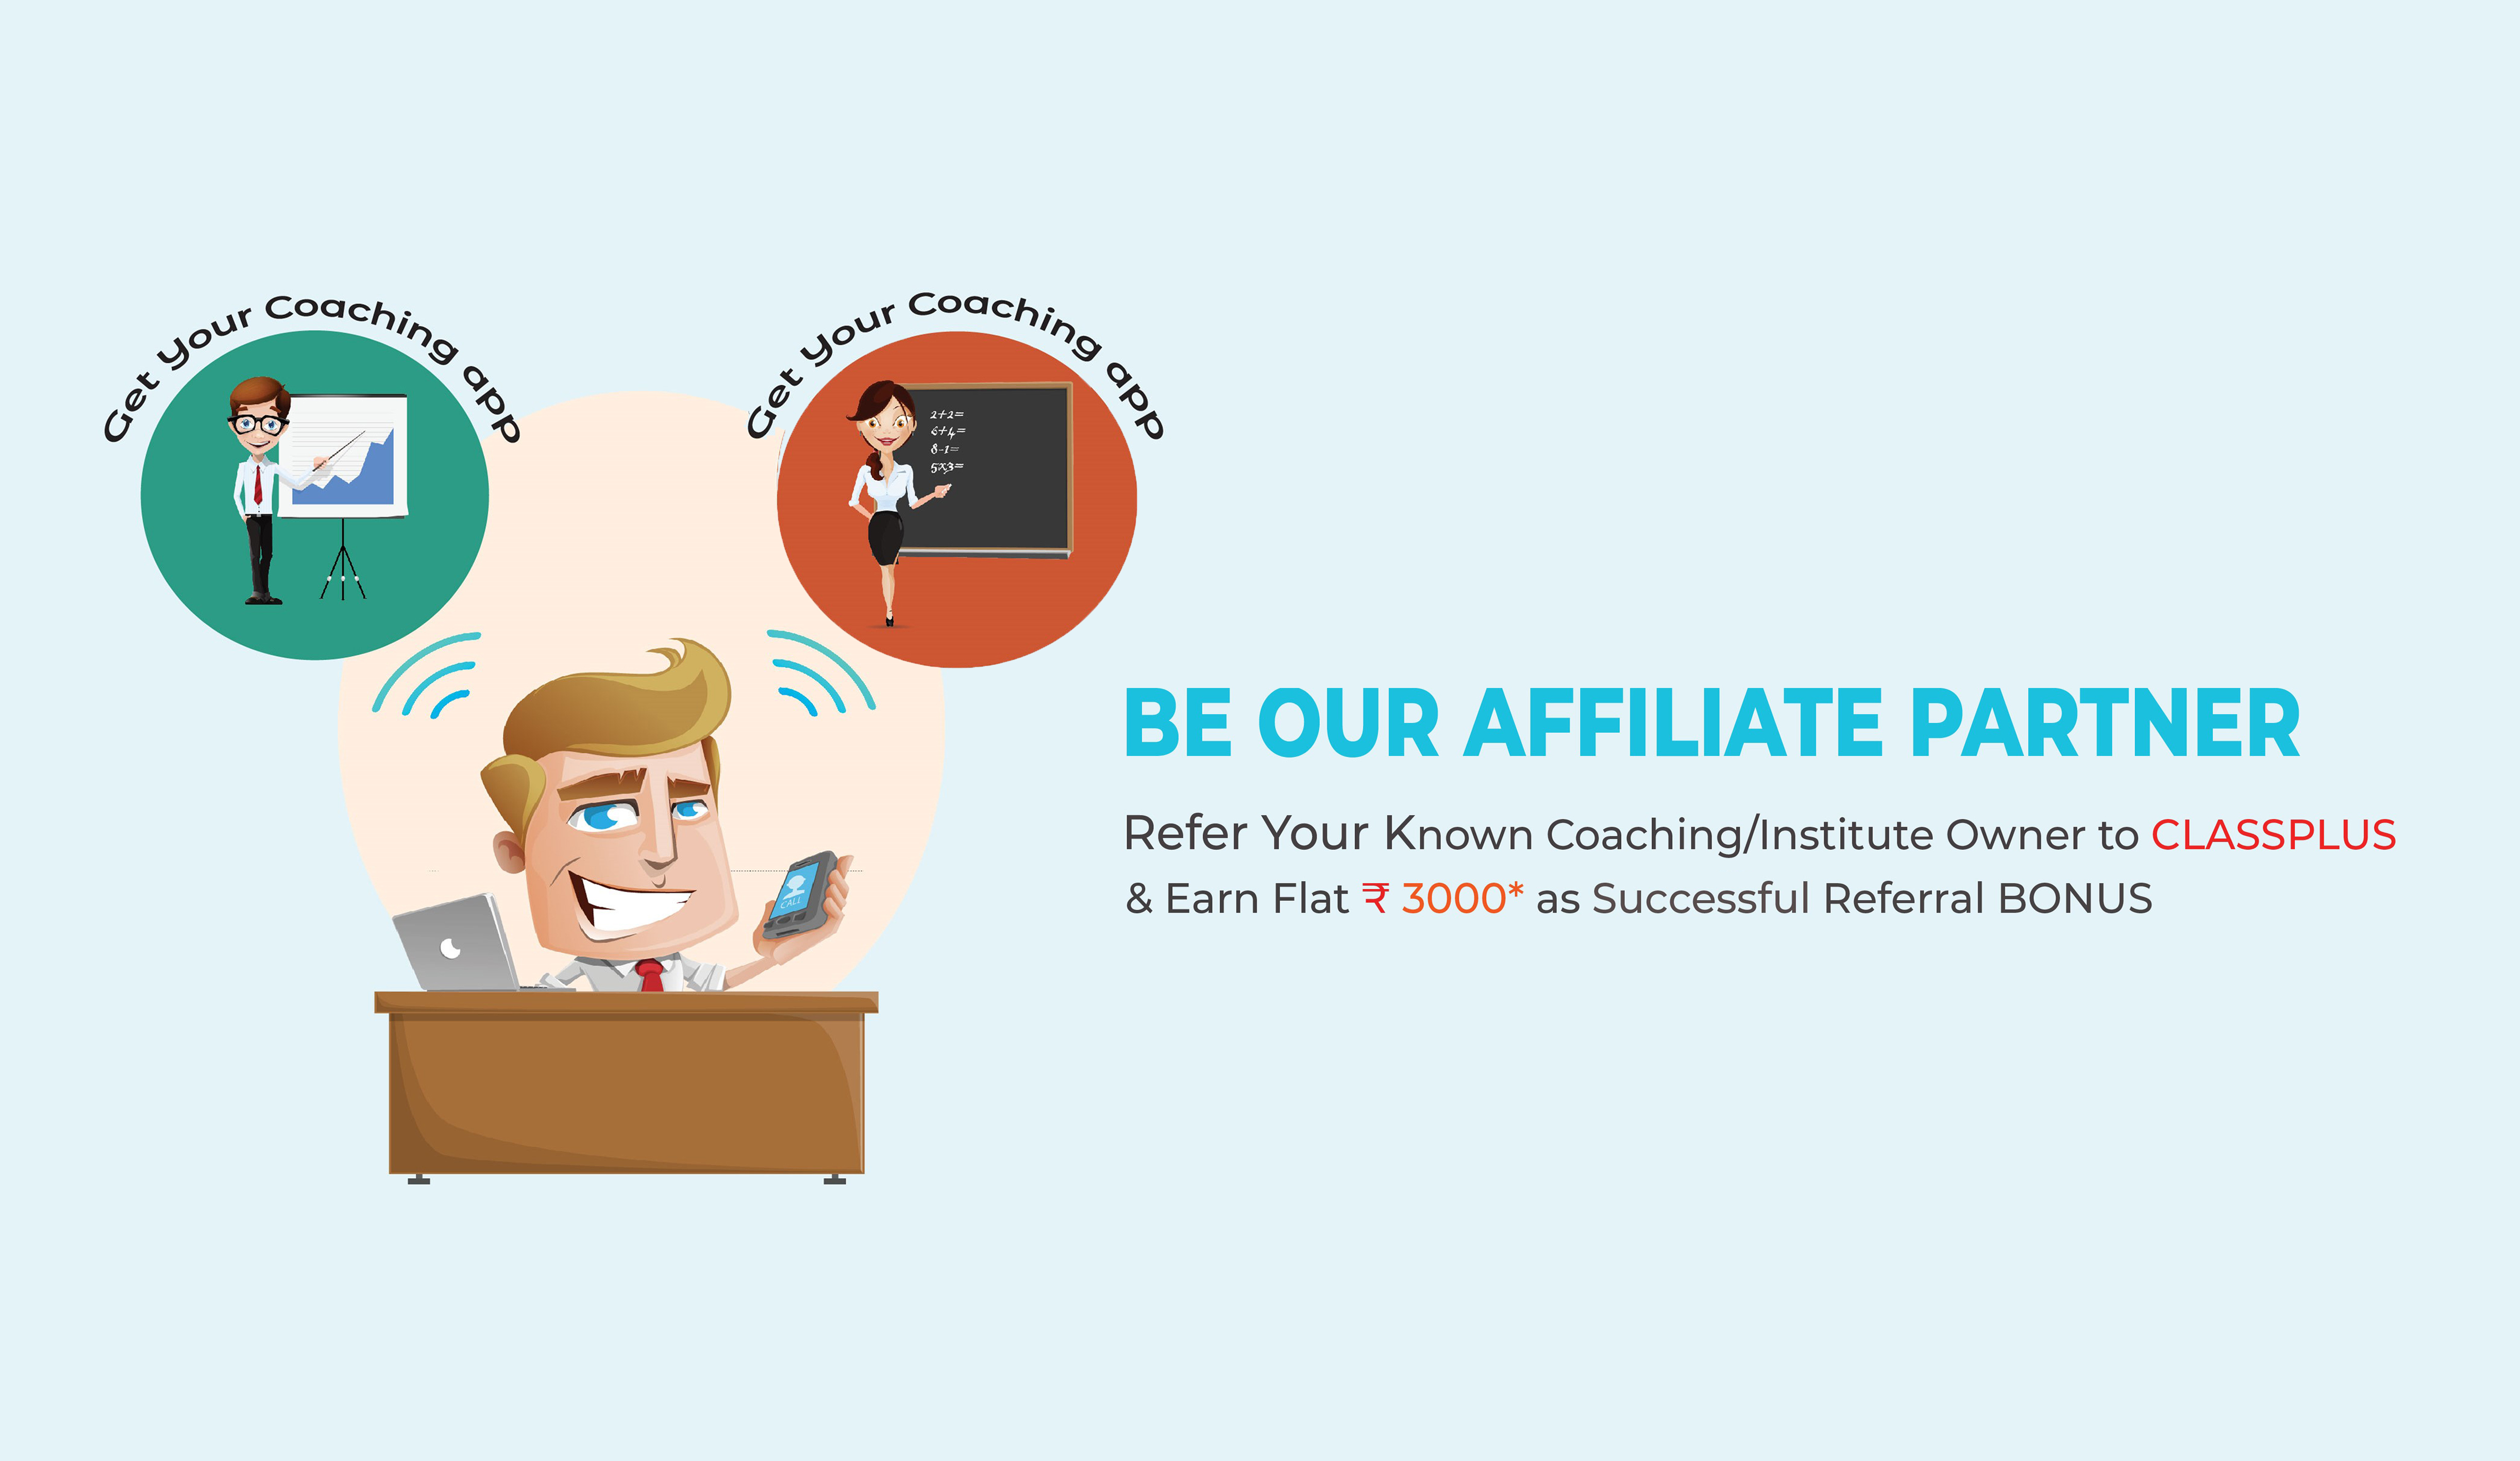 Get Your Coaching app
Get Your Coaching app
2+2=
6+4=
8-1=
5x3=
CALL
BE OUR AFFILIATE PARTNER
Refer Your Known Coaching/Institute Owner to CLASSPLUS
& Earn Flat ₹ 3000* as Successful Referral BONUS